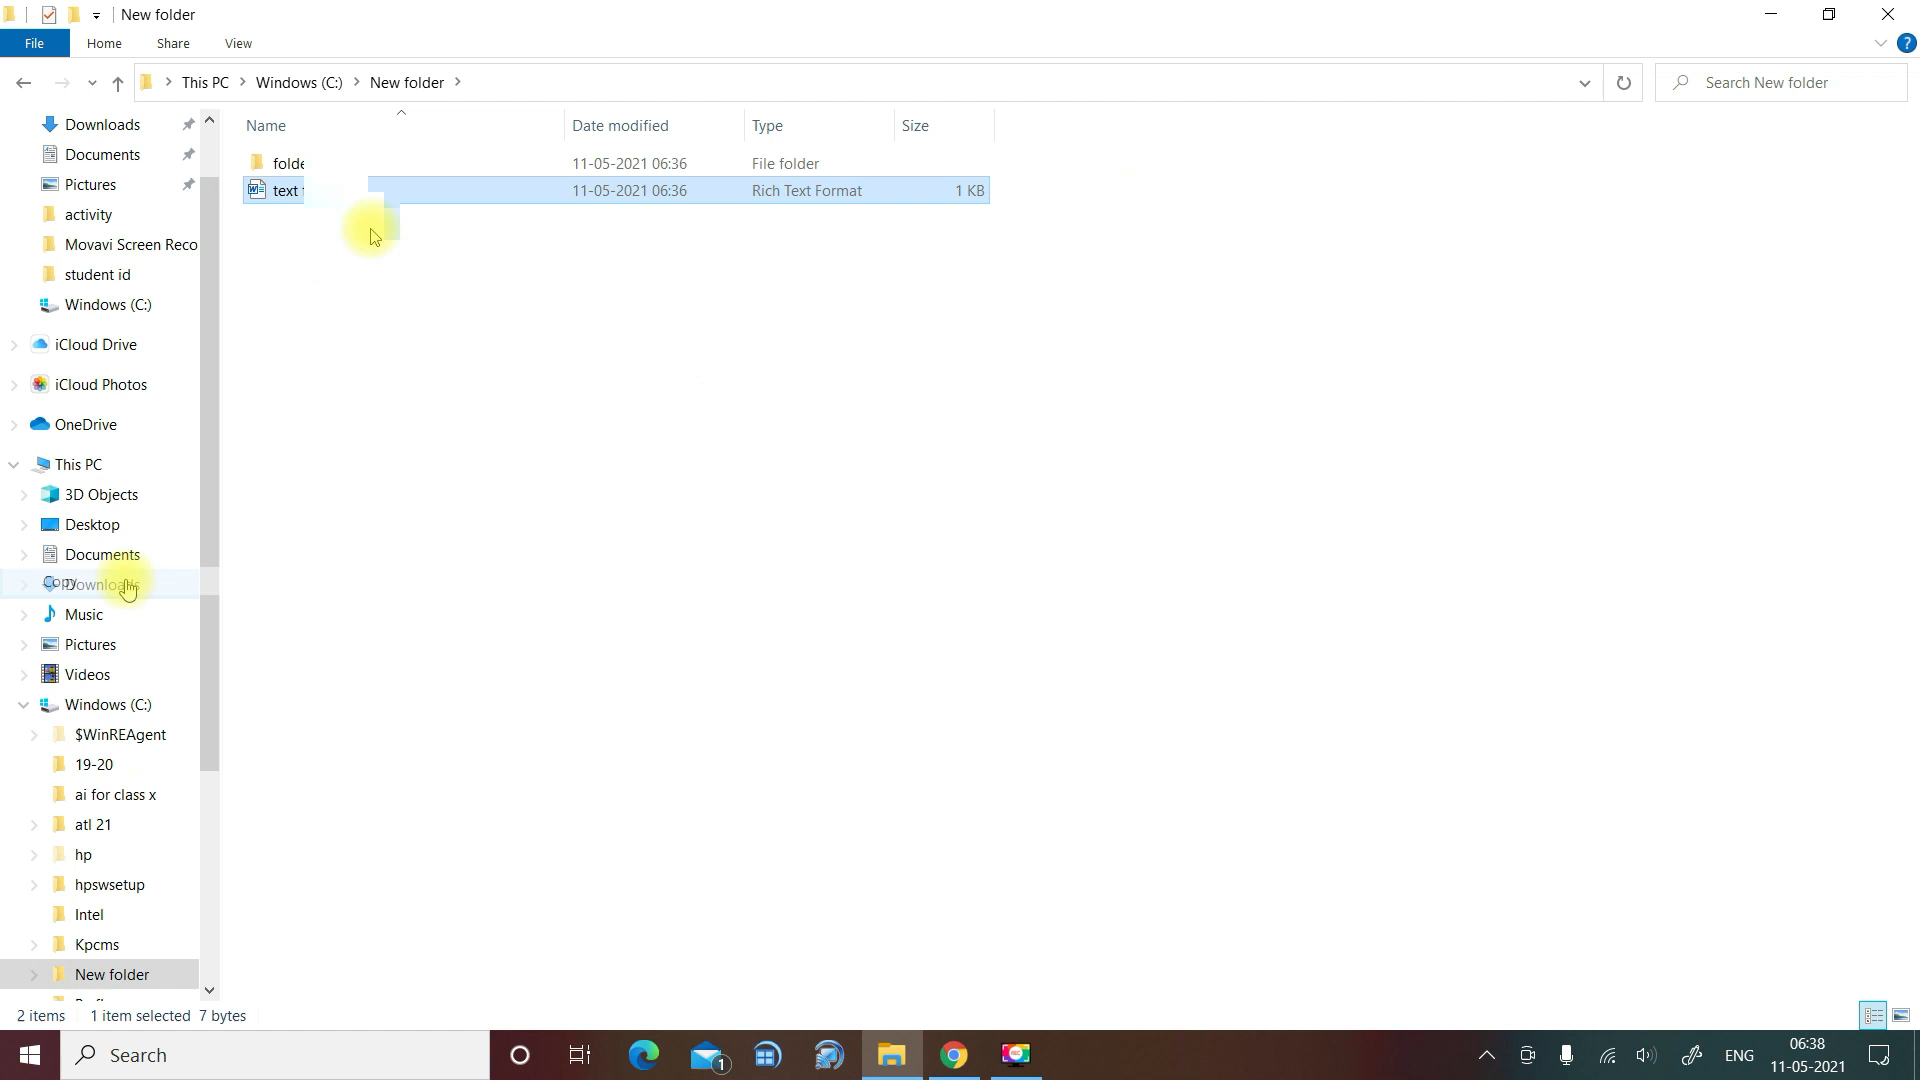 New folder
File Home Share View
This PC Windows (C:) New folder
Search New folder
Name Date modified Type Size
11-05-2021 06:36 File folder
text 11-05-2021 06:36 Rich Text Format 1 KB
Downloads
Documents
Pictures
activity
Movavi Screen Reco
student id
Windows (C:)
iCloud Drive
iCloud Photos
OneDrive
This PC
3D Objects
Desktop
Documents
Copy Downloads
Music
Pictures
Videos
Windows (C:)
$WinREAgent
19-20
ai for class x
atl 21
hp
hpswsetup
Intel
Kpcms
New folder
2 items 1 item selected 7 bytes
Search
1
ENG
06:38
11-05-2021